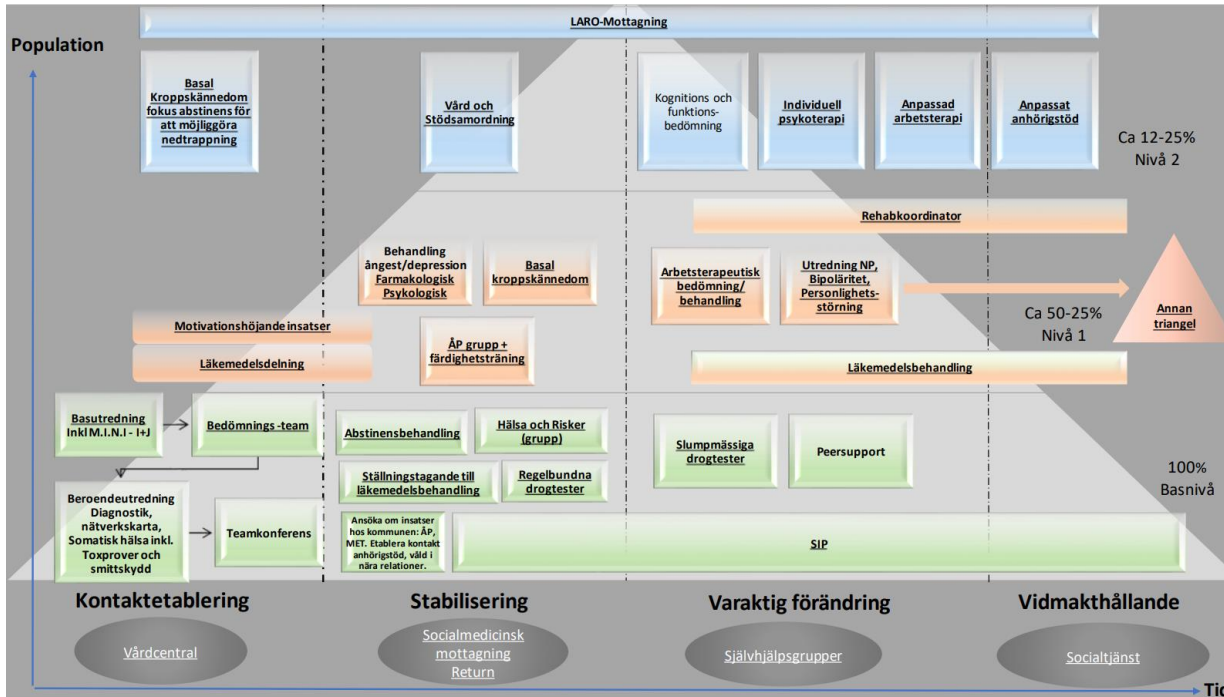 LARO-Mottagning
Population
Basal
Kroppskännedom
fokus abstinens för
att möjliggöra
nedtrappning
Vård och
Stödsamordning
Kognitions och
funktions-
bedömning
Individuell
psykoterapi
Anpassad
arbetsterapi
Anpassat
anhörigstöd
Ca 12-25%
Nivå 2
Rehabkoordinator
Behandling
ångest/depression
Farmakologisk
Psykologisk
Basal
kroppskännedom
Arbetsterapeutisk
bedömning/
behandling
Utredning NP,
Bipoläritet,
Personlighets-
störning
Annan
triangel
Ca 50-25%
Nivå 1
Motivationshöjande insatser
Läkemedelsdelning
ÅP grupp +
färdighetsträning
Läkemedelsbehandling
Basutredning
Inkl M.I.N.I - I+J
Bedömnings -team
Abstinensbehandling
Hälsa och Risker
(grupp)
Slumpmässiga
drogtester
Peersupport
Ställningstagande till
läkemedelsbehandling
Regelbundna
drogtester
100%
Basnivå
Beroendeutredning
Diagnostik,
nätverkskarta,
Somatisk hälsa inkl.
Toxprover och
smittskydd
Teamkonferens
Ansöka om insatser
hos kommunen: ÅP,
MET. Etablera kontakt
anhörigstöd, våld i
nära relationer.
SIP
Kontaktetablering
Stabilisering
Varaktig förändring
Vidmakthållande
Vårdcentral
Socialmedicinsk
mottagning
Return
Självhjälpsgrupper
Socialtjänst
Tid